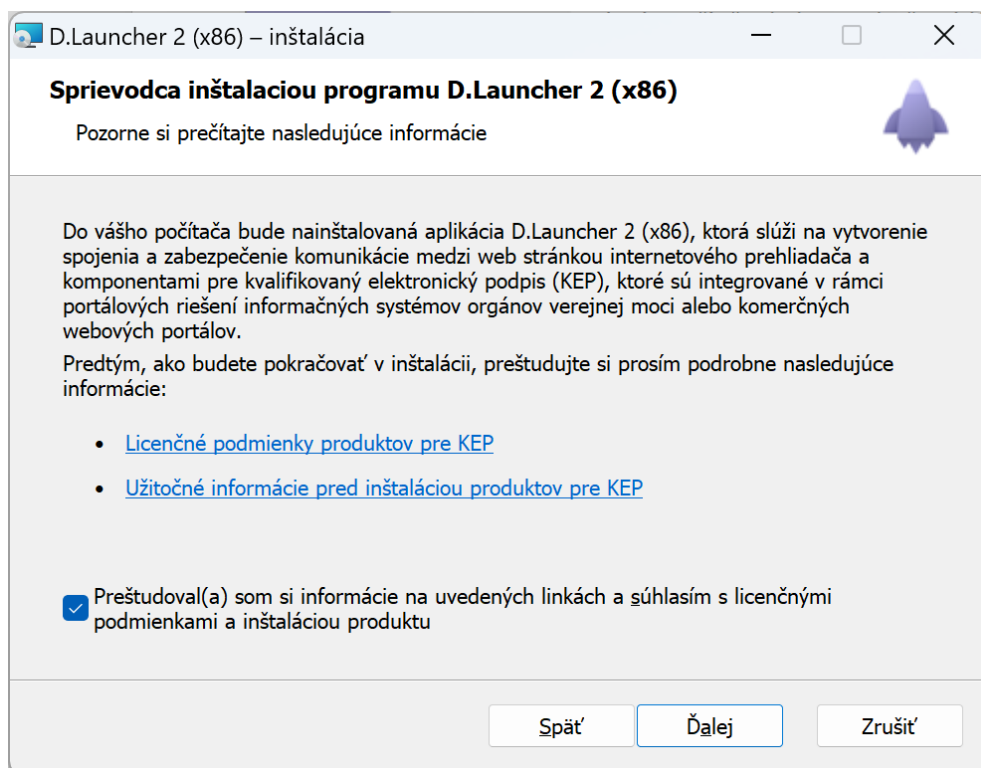 D.Launcher 2 (x86) – inštalácia
Sprievodca inštalaciou programu D.Launcher 2 (x86)
Pozorne si prečítajte nasledujúce informácie
Do vášho počítača bude nainštalovaná aplikácia D.Launcher 2 (x86), ktorá slúži na vytvorenie
spojenia a zabezpečenie komunikácie medzi web stránkou internetového prehliadača a
komponentami pre kvalifikovaný elektronický podpis (KEP), ktoré sú integrované v rámci
portálových riešení informačných systémov orgánov verejnej moci alebo komerčných
webových portálov.
Predtým, ako budete pokračovať v inštalácii, preštudujte si prosím podrobne nasledujúce
informácie:
• Licenčné podmienky produktov pre KEP
• Užitočné informácie pred inštaláciou produktov pre KEP
Preštudoval(a) som si informácie na uvedených linkách a súhlasím s licenčnými
podmienkami a inštaláciou produktu
Späť Ďalej Zrušiť